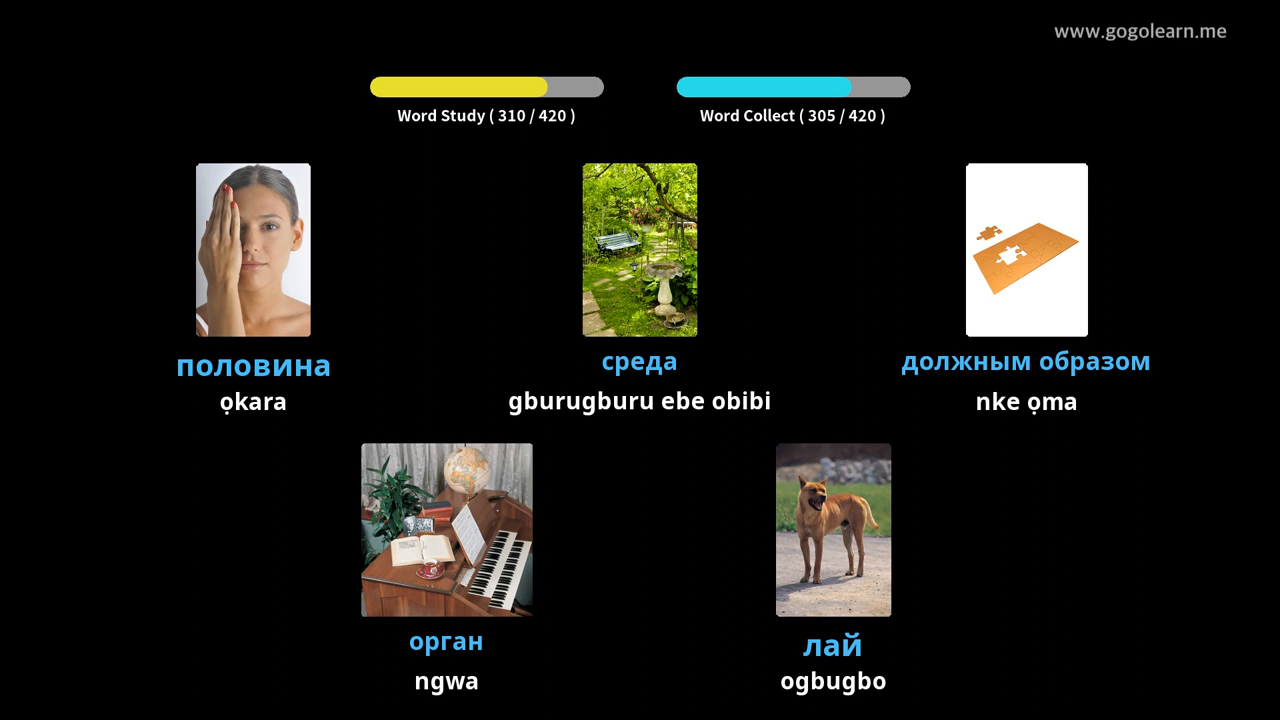 www.gogolearn.me
Word Study ( 310 / 420 )
Word Collect ( 305 / 420 )
половина
ọkara
среда
gburugburu ebe obibi
должным образом
nke ọma
орган
ngwa
лай
ogbugbo